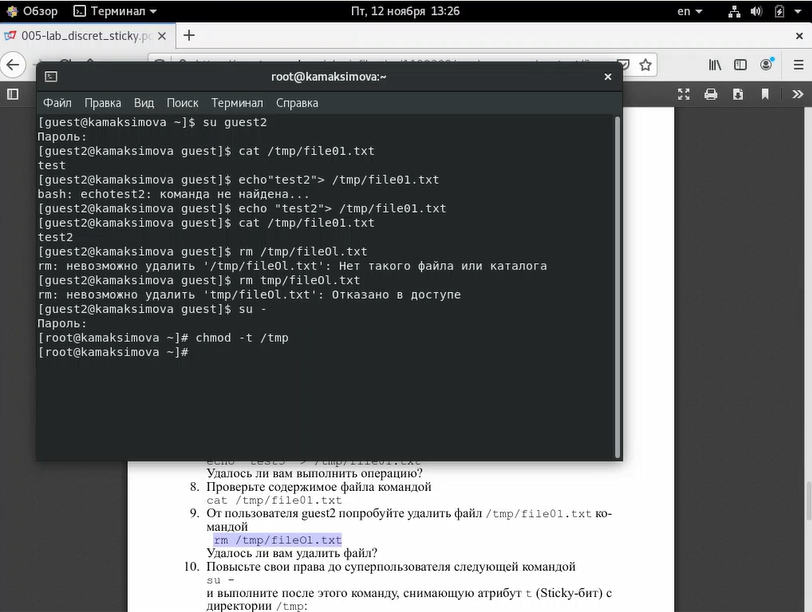 Обзор Терминал Пт, 12 ноября 13:26 en
005-lab_discret_sticky.pd
root@kamaksimova:~
Файл Правка Вид Поиск Терминал Справка
[guest@kamaksimova ~]$ su guest2
Пароль:
[guest2@kamaksimova guest]$ cat /tmp/file01.txt
test
[guest2@kamaksimova guest]$ echo"test2"> /tmp/file01.txt
bash: echotest2: команда не найдена...
[guest2@kamaksimova guest]$ echo "test2"> /tmp/file01.txt
[guest2@kamaksimova guest]$ cat /tmp/file01.txt
test2
[guest2@kamaksimova guest]$ rm /tmp/fileOl.txt
rm: невозможно удалить '/tmp/fileOl.txt': Нет такого файла или каталога
[guest2@kamaksimova guest]$ rm tmp/fileOl.txt
rm: невозможно удалить 'tmp/fileOl.txt': Отказано в доступе
[guest2@kamaksimova guest]$ su -
Пароль:
[root@kamaksimova ~]# chmod -t /tmp
[root@kamaksimova ~]#
Удалось ли вам выполнить операцию?
8. Проверьте содержимое файла командой
cat /tmp/file01.txt
9. От пользователя guest2 попробуйте удалить файл /tmp/file01.txt ко-
мандой
rm /tmp/fileOl.txt
Удалось ли вам удалить файл?
10. Повысьте свои права до суперпользователя следующей командой
su -
и выполните после этого команду, снимающую атрибут t (Sticky-бит) с
директории /tmp: